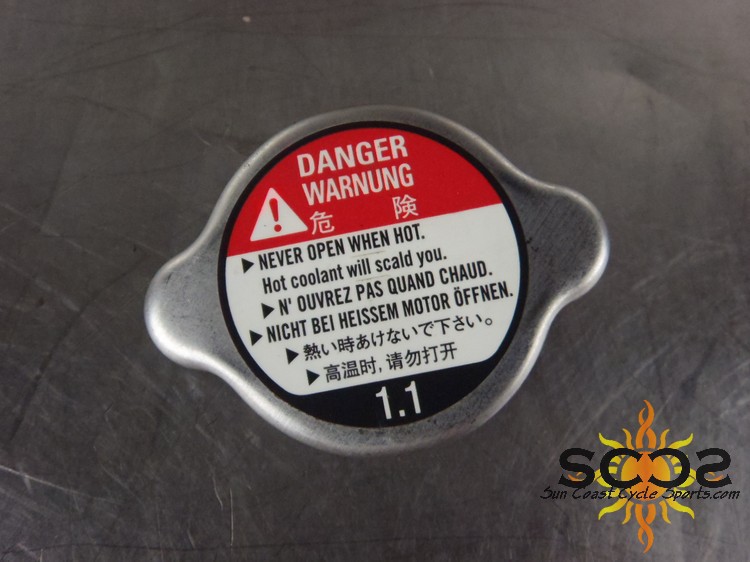 DANGER
WARNUNG
危 険
▶ NEVER OPEN WHEN HOT.
Hot coolant will scald you.
▶ N' OUVREZ PAS QUAND CHAUD.
▶ NICHT BEI HEISSEM MOTOR ÖFFNEN.
▶ 熱い時あけないで下さい。
▶ 高温时, 请勿打开
1.1
SCCS
Sun Coast Cycle Sports.com